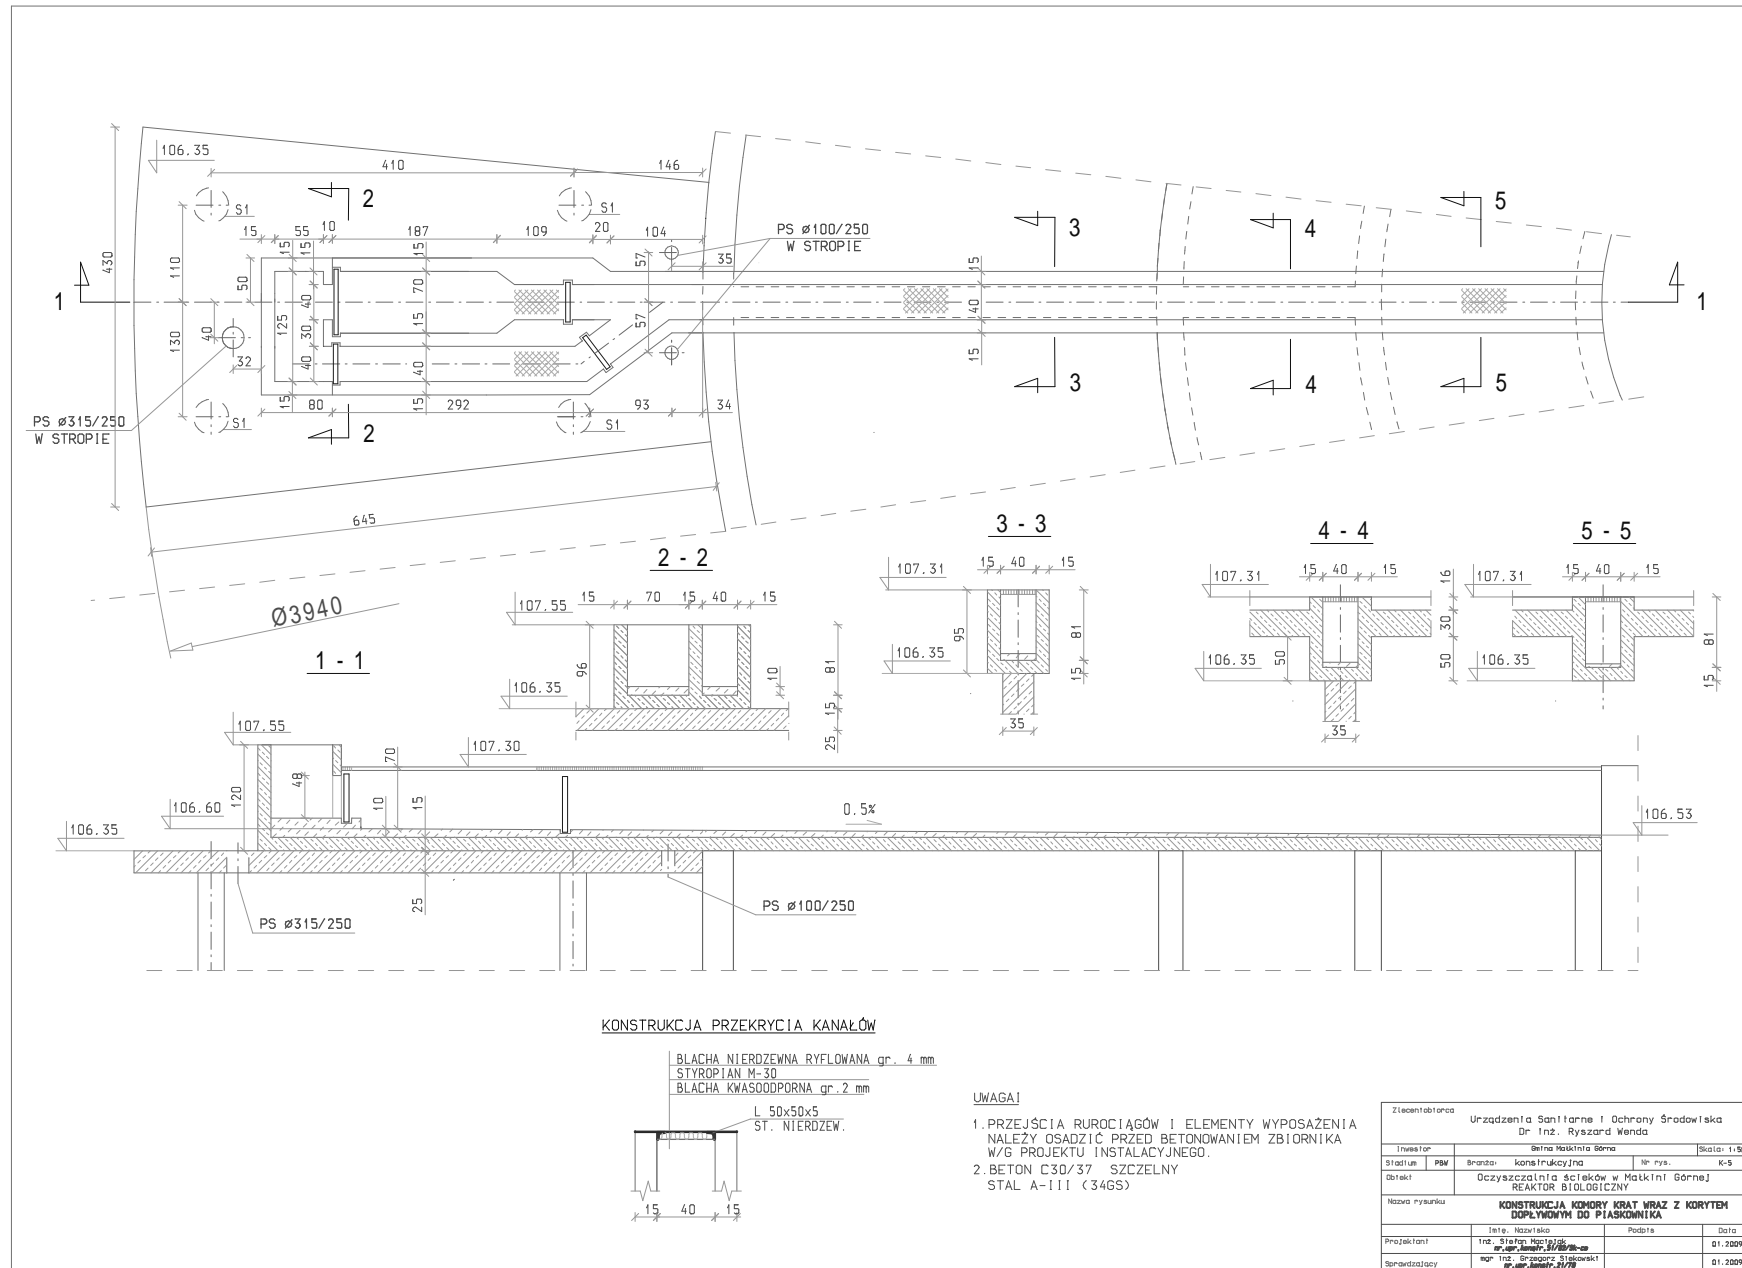 106.35
410
146
2
S1
S1
5
15
55
10
187
109
20
104
PS ø100/250
W STROPIE
3
4
430
110
50
15
15
15
57
35
15
1
40
70
40
1
130
40
125
30
15
57
32
40
40
15
3
4
5
15
80
292
15
93
34
PS ø315/250
W STROPIE
S1
2
S1
645
Ø3940
3 - 3
4 - 4
5 - 5
2 - 2
1 - 1
107.31
15
40
15
95
81
106.35
15
35
107.31
15
40
15
16
30
50
106.35
50
35
107.31
15
40
15
81
106.35
15
107.55
15
70
15
40
15
96
81
10
106.35
15
25
107.55
107.30
70
48
120
10
15
106.60
106.35
0.5%
106.53
25
PS ø315/250
PS ø100/250
KONSTRUKCJA PRZEKRYCIA KANAŁÓW
BLACHA NIERDZEWNA RYFLOWANA gr. 4 mm
STYROPIAN M-30
BLACHA KWASOODPORNA gr.2 mm
L 50x50x5
ST. NIERDZEW.
15
40
15
UWAGA!
1.PRZEJŚCIA RUROCIĄGÓW I ELEMENTY WYPOSAŻENIA
NALEŻY OSADZIĆ PRZED BETONOWANIEM ZBIORNIKA
W/G PROJEKTU INSTALACYJNEGO.
2.BETON C30/37 SZCZELNY
STAL A-III (34GS)
Zleceniobiorca
Urządzenia Sanitarne i Ochrony Środowiska
Dr inż. Ryszard Wenda
Inwestor
Gmina Małkinia Górna
Skala:
Stadium
PBW
Branża:
konstrukcyjna
Nr rys.
K-5
Obiekt
Oczyszczalnia ścieków w Małkini Górnej
REAKTOR BIOLOGICZNY
Nazwa rysunku
KONSTRUKCJA KOMORY KRAT WRAZ Z KORYTEM
DOPŁYWOWYM DO PIASKOWNIKA
Imię, Nazwisko
Podpis
Data
Projektant
inż. Stefan Maciejak
01.2009
Sprawdzający
mgr inż. Grzegorz Siekowski
01.2009